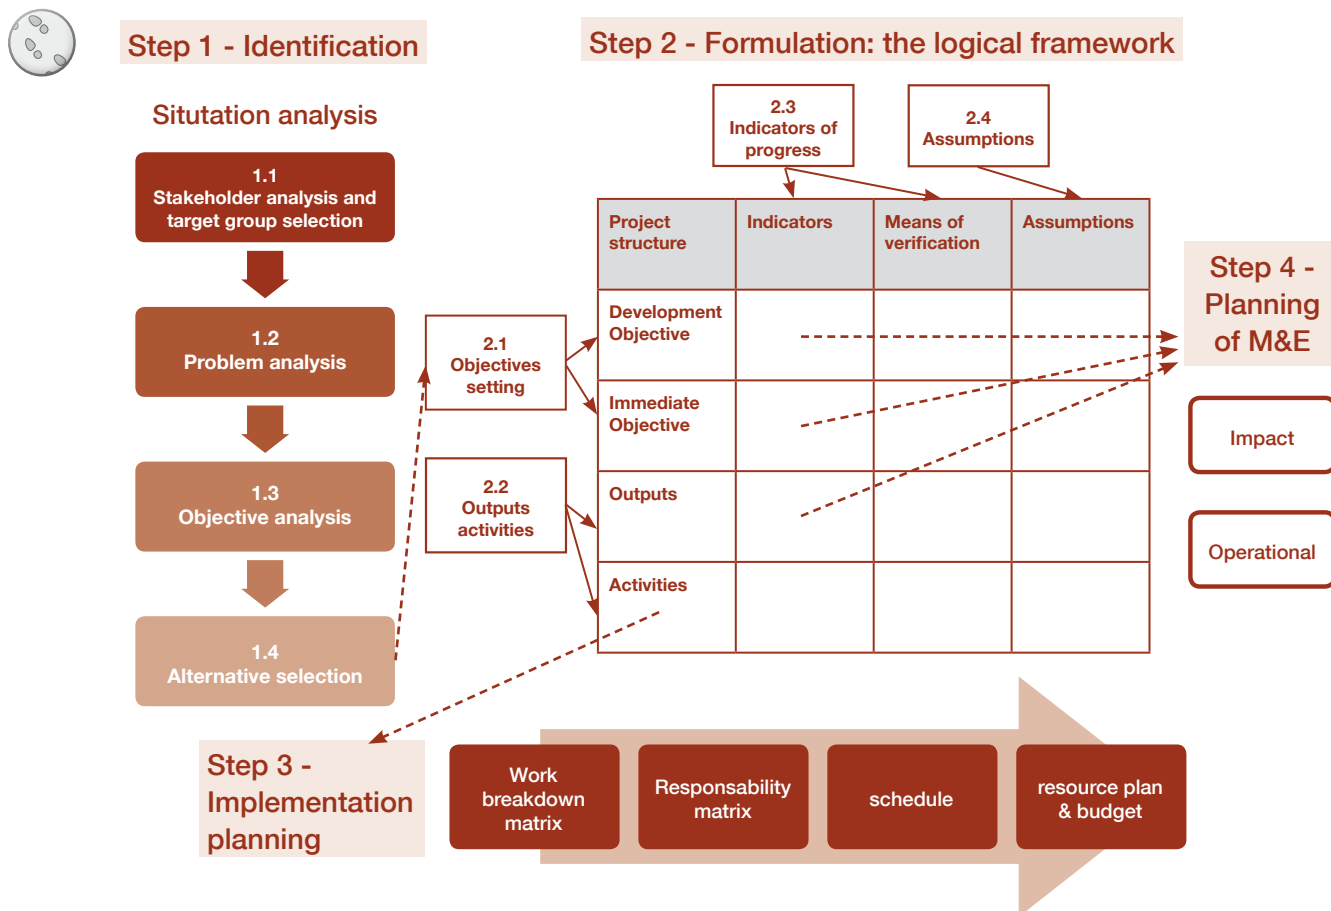 Step 1 - Identification
Step 2 - Formulation: the logical framework
Situtation analysis
1.1
Stakeholder analysis and
target group selection
1.2
Problem analysis
1.3
Objective analysis
1.4
Alternative selection
2.3
Indicators of
progress
2.4
Assumptions
2.1
Objectives
setting
2.2
Outputs
activities
Project
structure
Indicators
Means of
verification
Assumptions
Development
Objective
Immediate
Objective
Outputs
Activities
Step 4 -
Planning
of M&E
Impact
Operational
Step 3 -
Implementation
planning
Work
breakdown
matrix
Responsability
matrix
schedule
resource plan
& budget